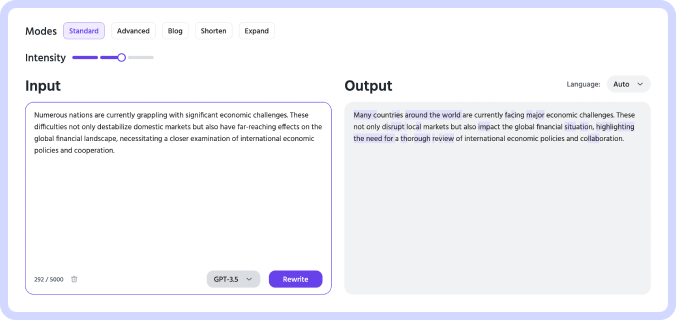 Modes Standard Advanced Blog Shorten Expand
Intensity
Input
Numerous nations are currently grappling with significant economic challenges. These
difficulties not only destabilize domestic markets but also have far-reaching effects on the
global financial landscape, necessitating a closer examination of international economic
policies and cooperation.
292 / 5000 GPT-3.5 Rewrite
Output Language: Auto
Many countries around the world are currently facing major economic challenges. These
not only disrupt local markets but also impact the global financial situation, highlighting
the need for a thorough review of international economic policies and collaboration.